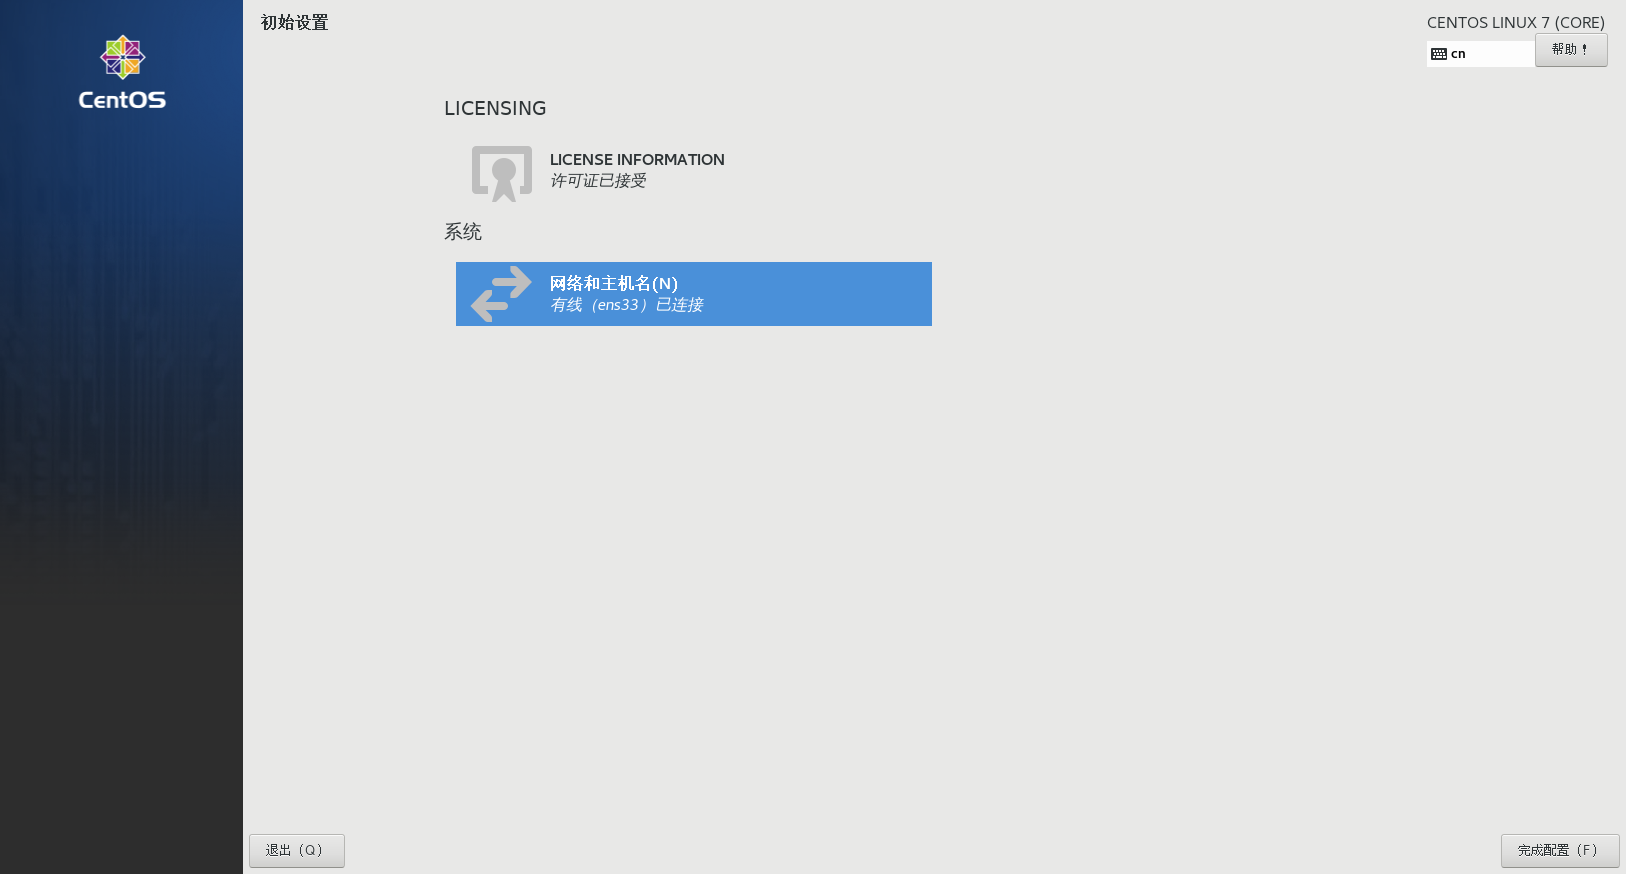 CentOS
初始设置
CENTOS LINUX 7 (CORE)
cn
帮助！
LICENSING
LICENSE INFORMATION
许可证已接受
系统
网络和主机名(N)
有线（ens33）已连接
退出（Q）
完成配置（F）